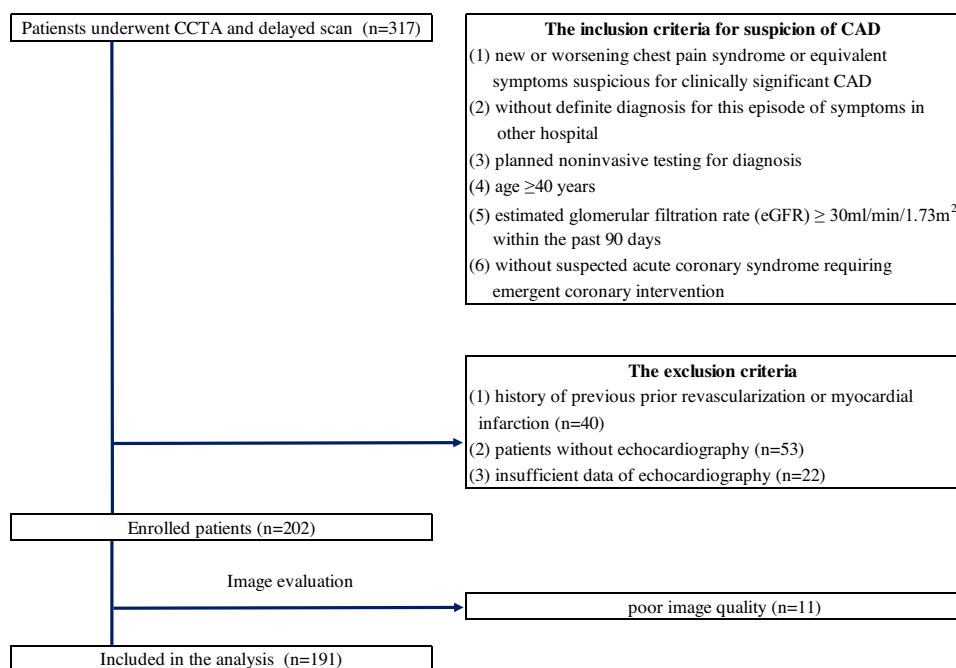 Patiensts underwent CCTA and delayed scan (n=317)
The inclusion criteria for suspicion of CAD
(1) new or worsening chest pain syndrome or equivalent
symptoms suspicious for clinically significant CAD
(2) without definite diagnosis for this episode of symptoms in
other hospital
(3) planned noninvasive testing for diagnosis
(4) age ≥40 years
(5) estimated glomerular filtration rate (eGFR) ≥ 30ml/min/1.73m²
within the past 90 days
(6) without suspected acute coronary syndrome requiring
emergent coronary intervention
The exclusion criteria
(1) history of previous prior revascularization or myocardial
infarction (n=40)
(2) patients without echocardiography (n=53)
(3) insufficient data of echocardiography (n=22)
Enrolled patients (n=202)
Image evaluation
poor image quality (n=11)
Included in the analysis (n=191)